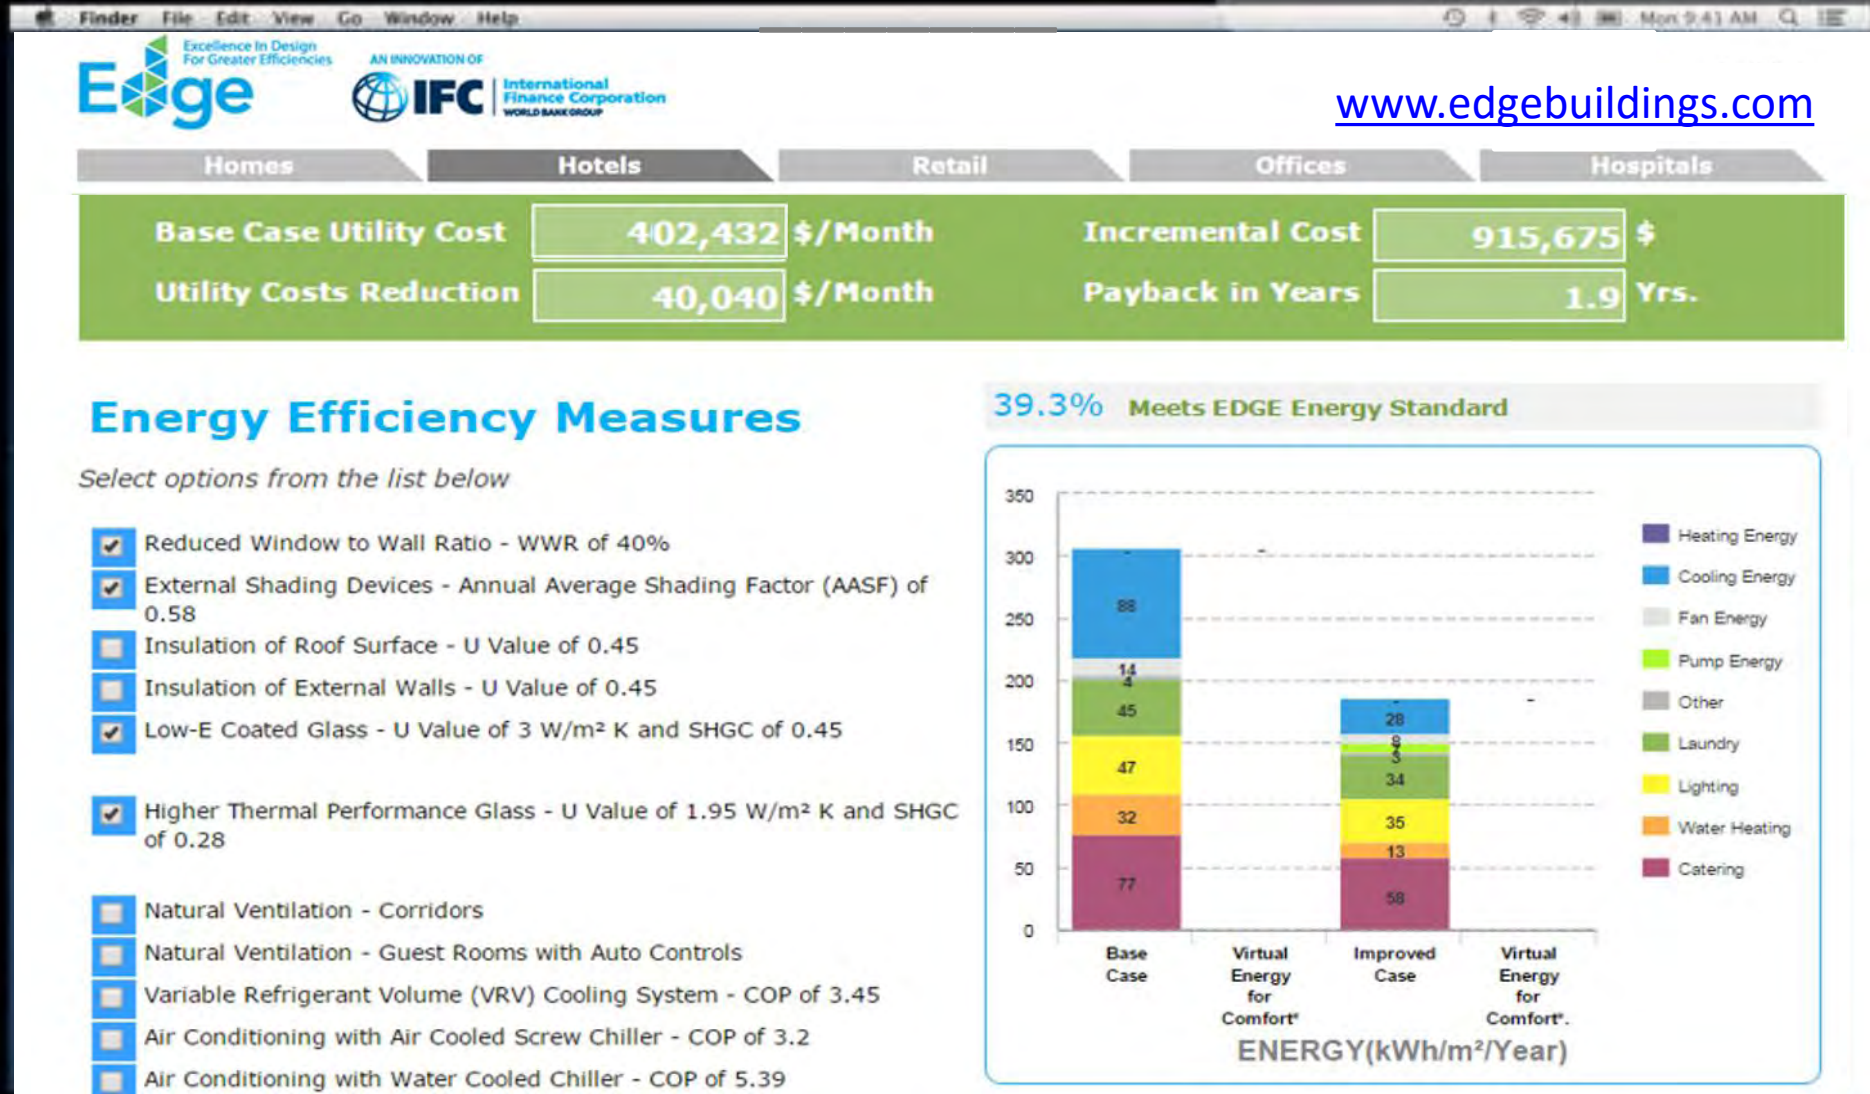 Finder File Edit View Go Window Help
Mon 9:41 AM
Edge
Excellence In Design
For Greater Efficiencies
AN INNOVATION OF
IFC
International
Finance Corporation
WORLD BANK GROUP
www.edgebuildings.com
Homes
Hotels
Retail
Offices
Hospitals
Base Case Utility Cost 402,432 $/Month
Incremental Cost 915,675 $
Utility Costs Reduction 40,040 $/Month
Payback in Years 1.9 Yrs.
Energy Efficiency Measures
Select options from the list below
Reduced Window to Wall Ratio - WWR of 40%
External Shading Devices - Annual Average Shading Factor (AASF) of
0.58
Insulation of Roof Surface - U Value of 0.45
Insulation of External Walls - U Value of 0.45
Low-E Coated Glass - U Value of 3 W/m² K and SHGC of 0.45
Higher Thermal Performance Glass - U Value of 1.95 W/m² K and SHGC
of 0.28
Natural Ventilation - Corridors
Natural Ventilation - Guest Rooms with Auto Controls
Variable Refrigerant Volume (VRV) Cooling System - COP of 3.45
Air Conditioning with Air Cooled Screw Chiller - COP of 3.2
Air Conditioning with Water Cooled Chiller - COP of 5.39
39.3% Meets EDGE Energy Standard
350
300
250
200
150
100
50
0
88
14
4
45
47
32
77
28
8
3
34
35
13
58
Base
Case
Virtual
Energy
for
Comfort*
Improved
Case
Virtual
Energy
for
Comfort*.
ENERGY(kWh/m²/Year)
Heating Energy
Cooling Energy
Fan Energy
Pump Energy
Other
Laundry
Lighting
Water Heating
Catering